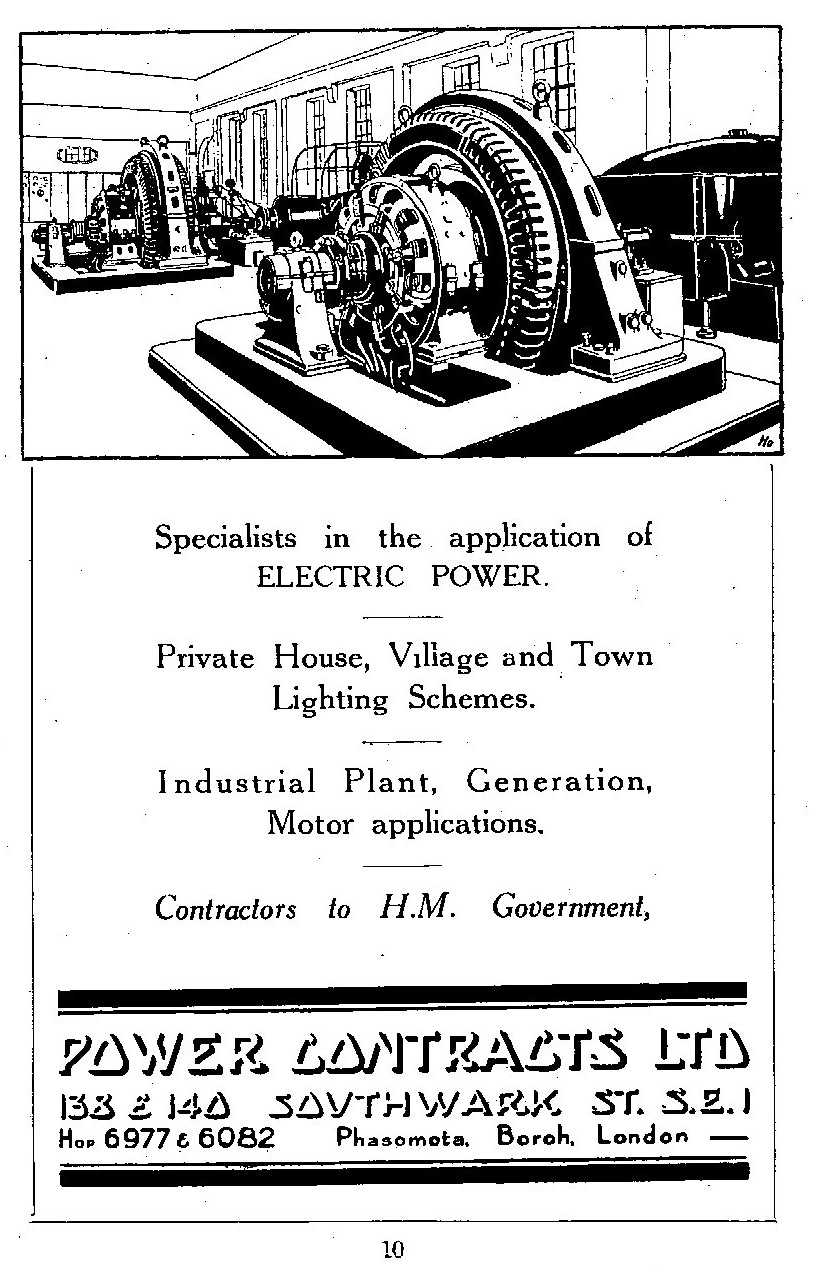 Ho
Specialists in the application of
ELECTRIC POWER.
Private House, Village and Town
Lighting Schemes.
Industrial Plant, Generation,
Motor applications.
Contractors to H.M. Government,
POWER CONTRACTS LTD
138 & 140 SOUTHWARK ST. S.E.1
Hop 6977 & 6082 Phasomota, Boroh, London —
10